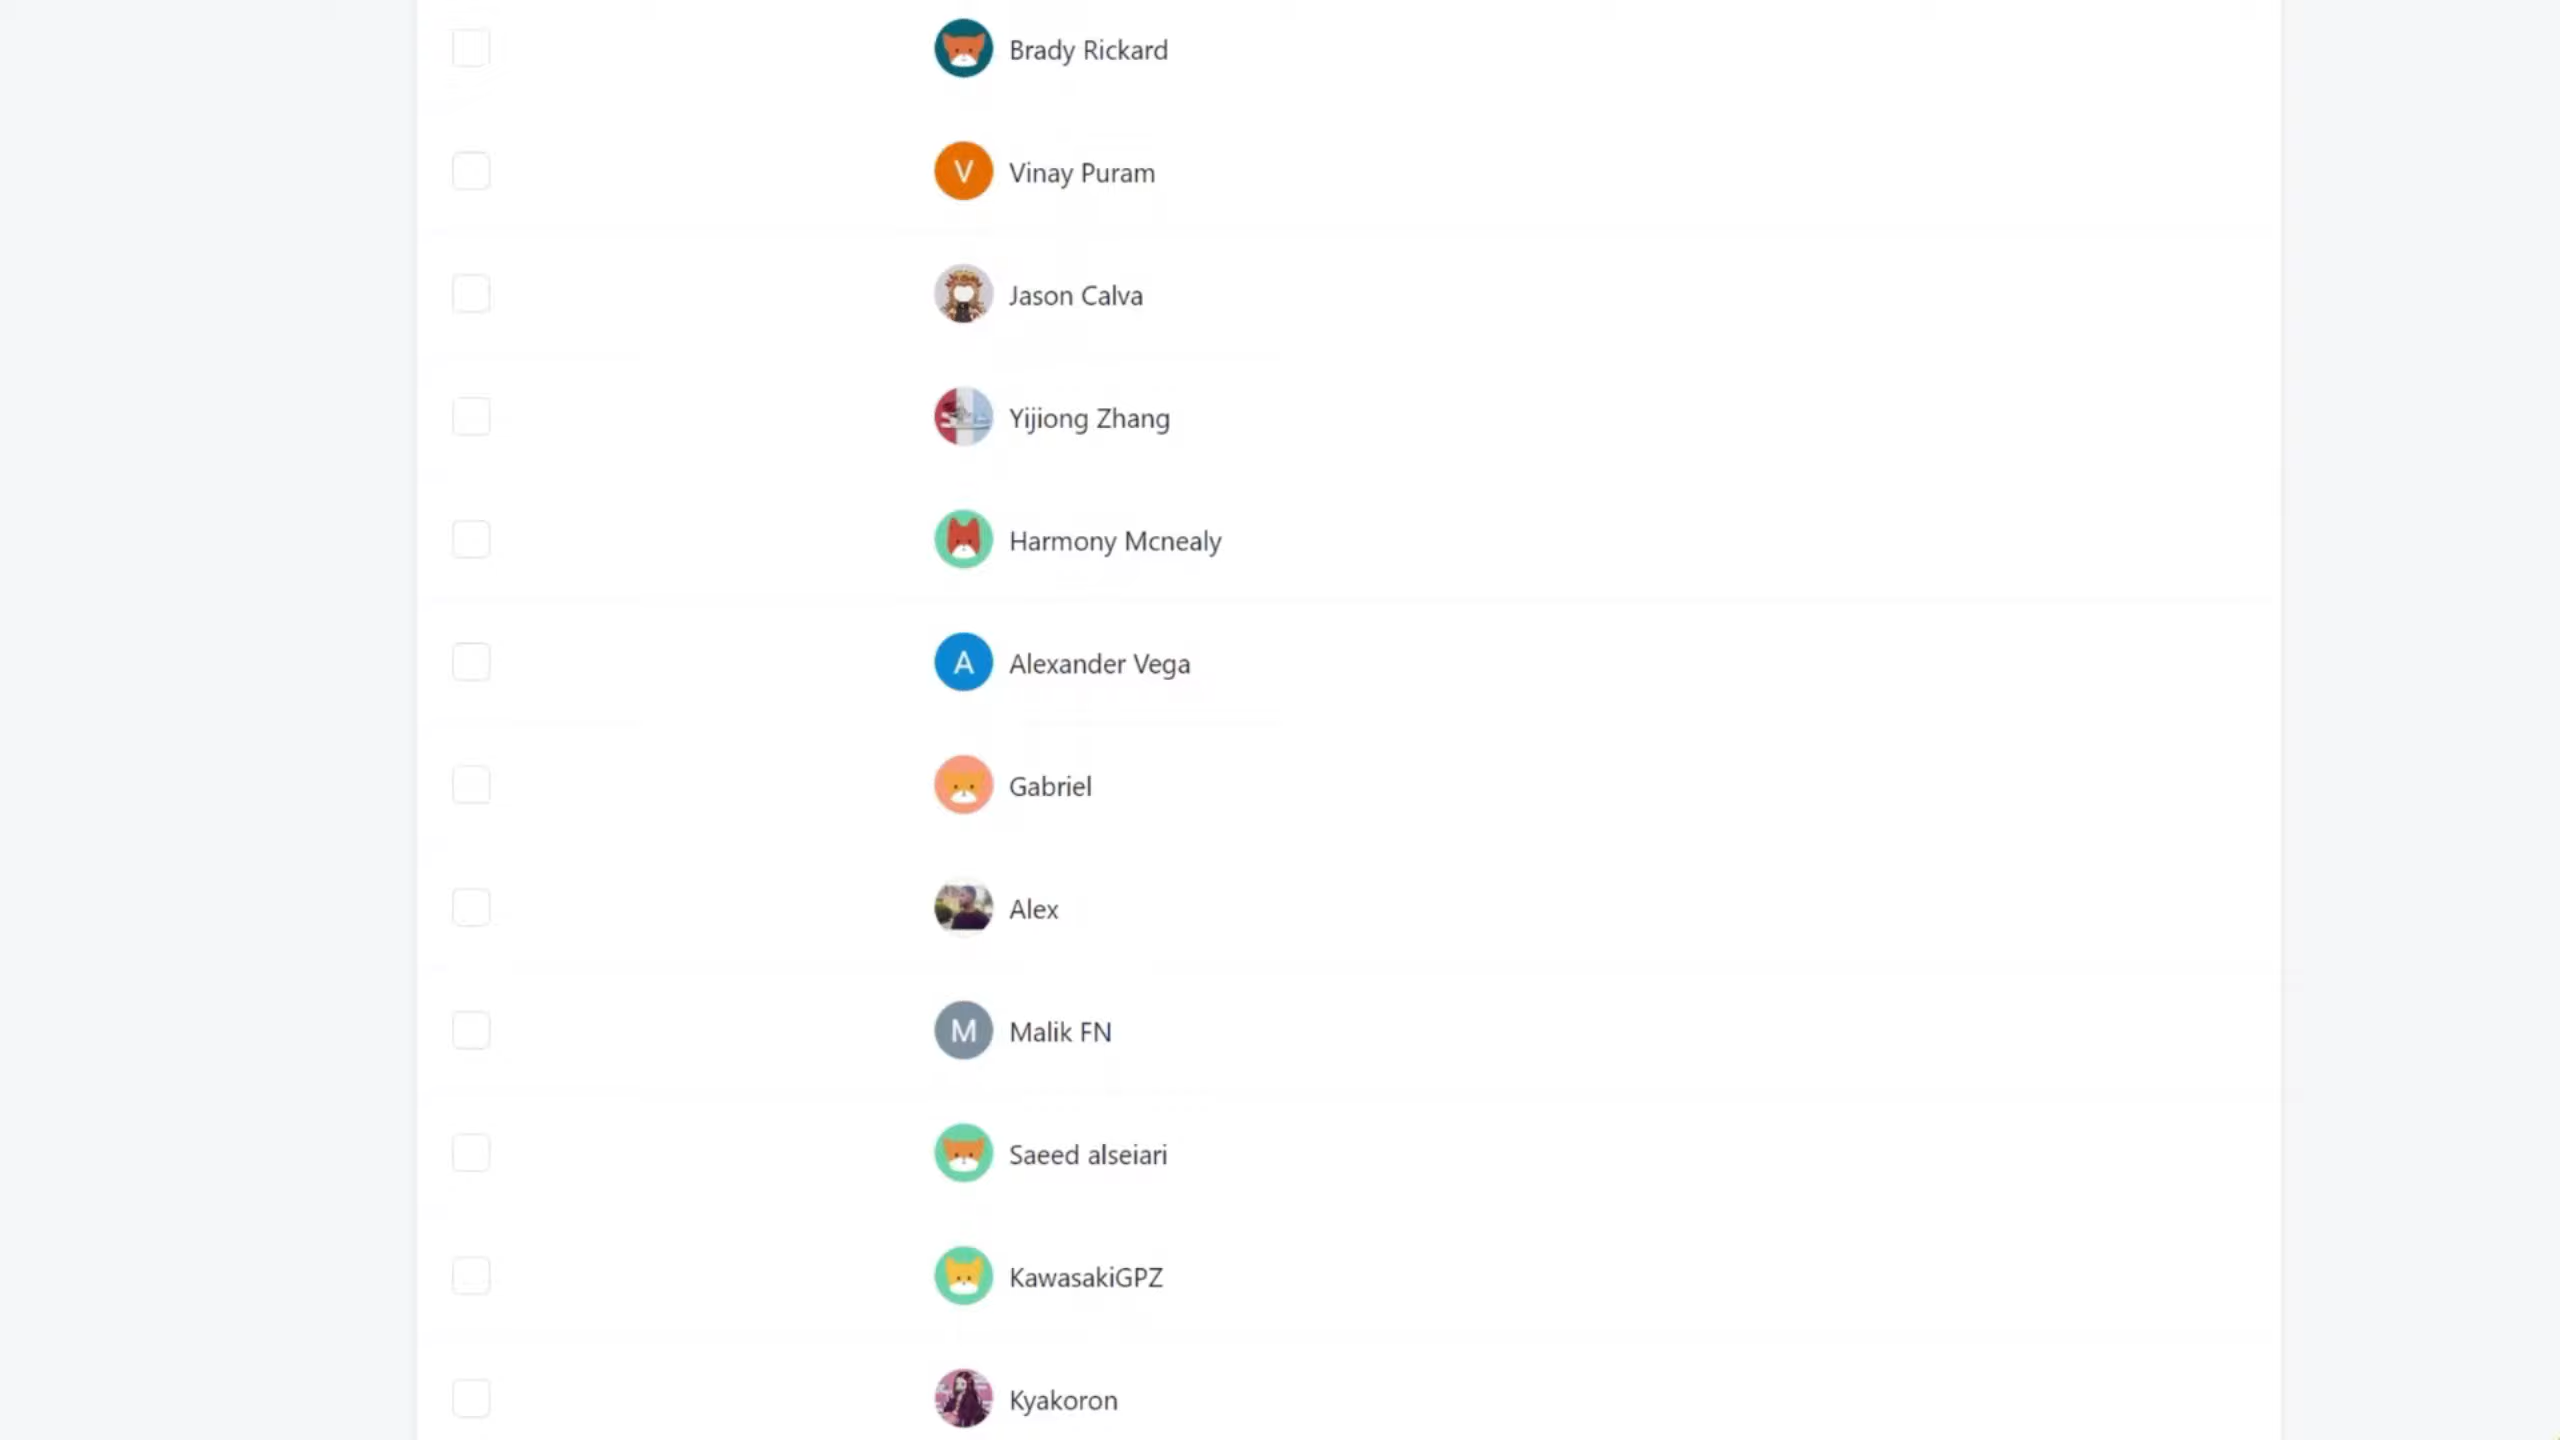 Brady Rickard
V Vinay Puram
Jason Calva
Yijiong Zhang
Harmony Mcnealy
A Alexander Vega
Gabriel
Alex
M Malik FN
Saeed alseiari
KawasakiGPZ
Kyakoron